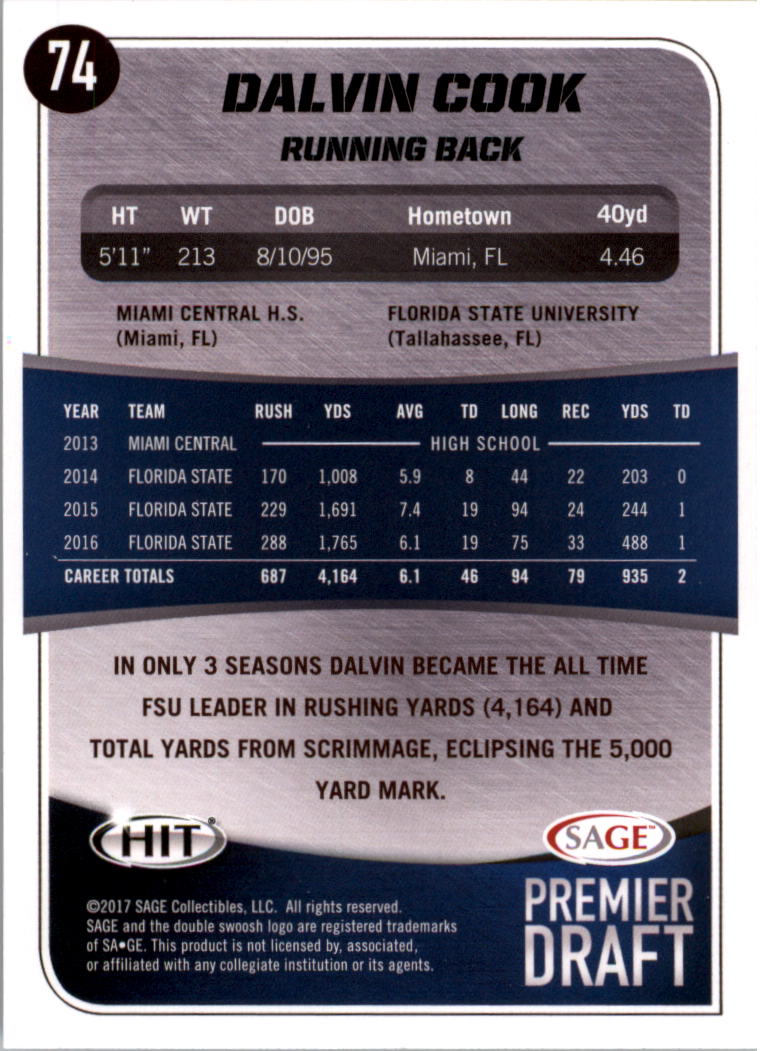 74
DALVIN COOK
RUNNING BACK
HT WT DOB Hometown 40yd
5'11" 213 8/10/95 Miami, FL 4.46
MIAMI CENTRAL H.S. FLORIDA STATE UNIVERSITY
(Miami, FL) (Tallahassee, FL)
YEAR TEAM RUSH YDS AVG TD LONG REC YDS TD
2013 MIAMI CENTRAL HIGH SCHOOL
2014 FLORIDA STATE 170 1,008 5.9 8 44 22 203 0
2015 FLORIDA STATE 229 1,691 7.4 19 94 24 244 1
2016 FLORIDA STATE 288 1,765 6.1 19 75 33 488 1
CAREER TOTALS 687 4,164 6.1 46 94 79 935 2
IN ONLY 3 SEASONS DALVIN BECAME THE ALL TIME
FSU LEADER IN RUSHING YARDS (4,164) AND
TOTAL YARDS FROM SCRIMMAGE, ECLIPSING THE 5,000
YARD MARK.
HIT® SAGE™
PREMIER
DRAFT
©2017 SAGE Collectibles, LLC. All rights reserved.
SAGE and the double swoosh logo are registered trademarks
of SA•GE. This product is not licensed by, associated,
or affiliated with any collegiate institution or its agents.